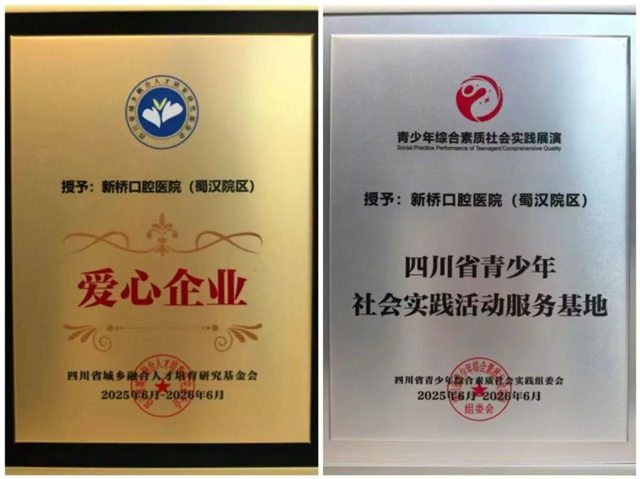 授予：新桥口腔医院（蜀汉院区）
爱心企业
四川省城乡融合人才培育研究基金会
2025年6月-2026年6月
青少年综合素质社会实践展演
Social Practice Performance of Teenagers'Comprehensive Quality
授予：新桥口腔医院（蜀汉院区）
四川省青少年
社会实践活动服务基地
四川省青少年综合素质社会实践组委会
2025年6月-2026年6月
组委会